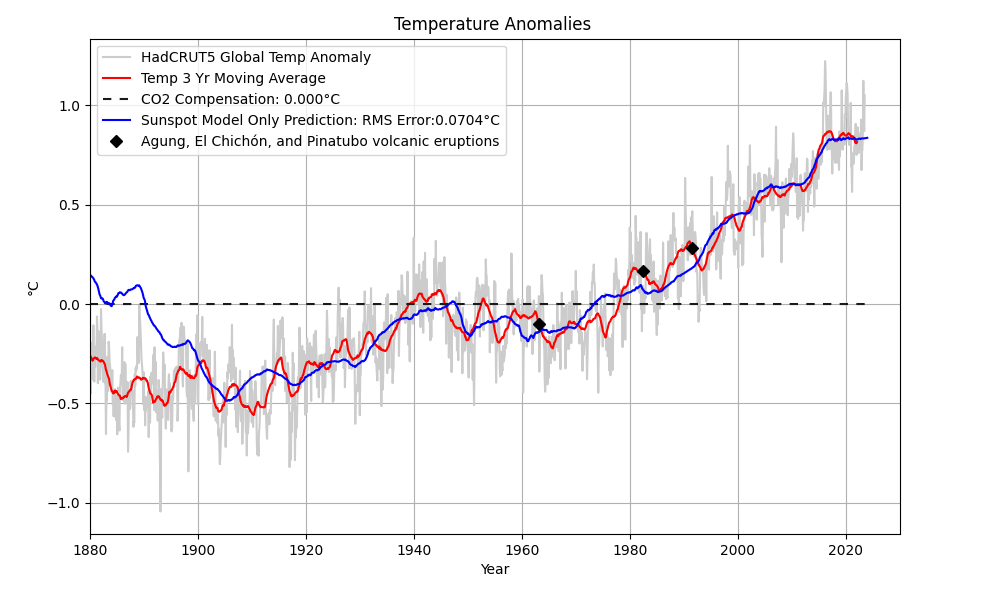 Temperature Anomalies
HadCRUT5 Global Temp Anomaly
Temp 3 Yr Moving Average
CO2 Compensation: 0.000°C
Sunspot Model Only Prediction: RMS Error:0.0704°C
Agung, El Chichón, and Pinatubo volcanic eruptions
1.0
0.5
0.0
−0.5
−1.0
°C
1880 1900 1920 1940 1960 1980 2000 2020
Year